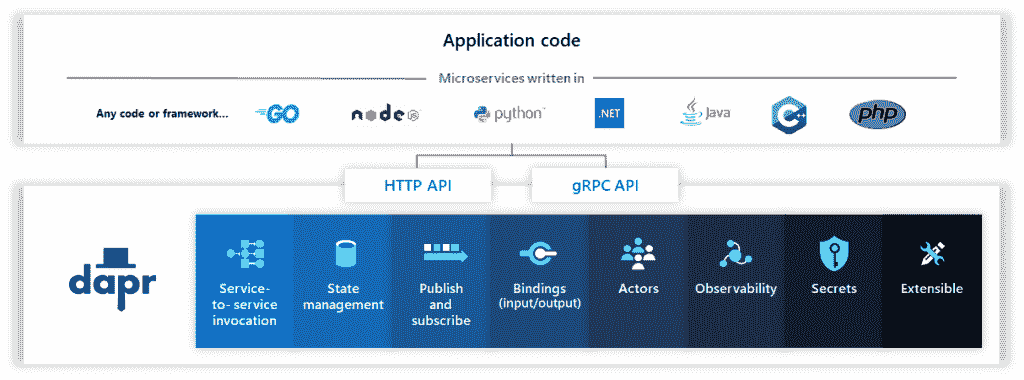 Application code
Microservices written in
Any code or framework...
GO
node JS
python
.NET
Java
C++
php
HTTP API
gRPC API
dapr
Service-
to- service
invocation
State
management
Publish
and
subscribe
Bindings
(input/output)
Actors
Observability
Secrets
Extensible